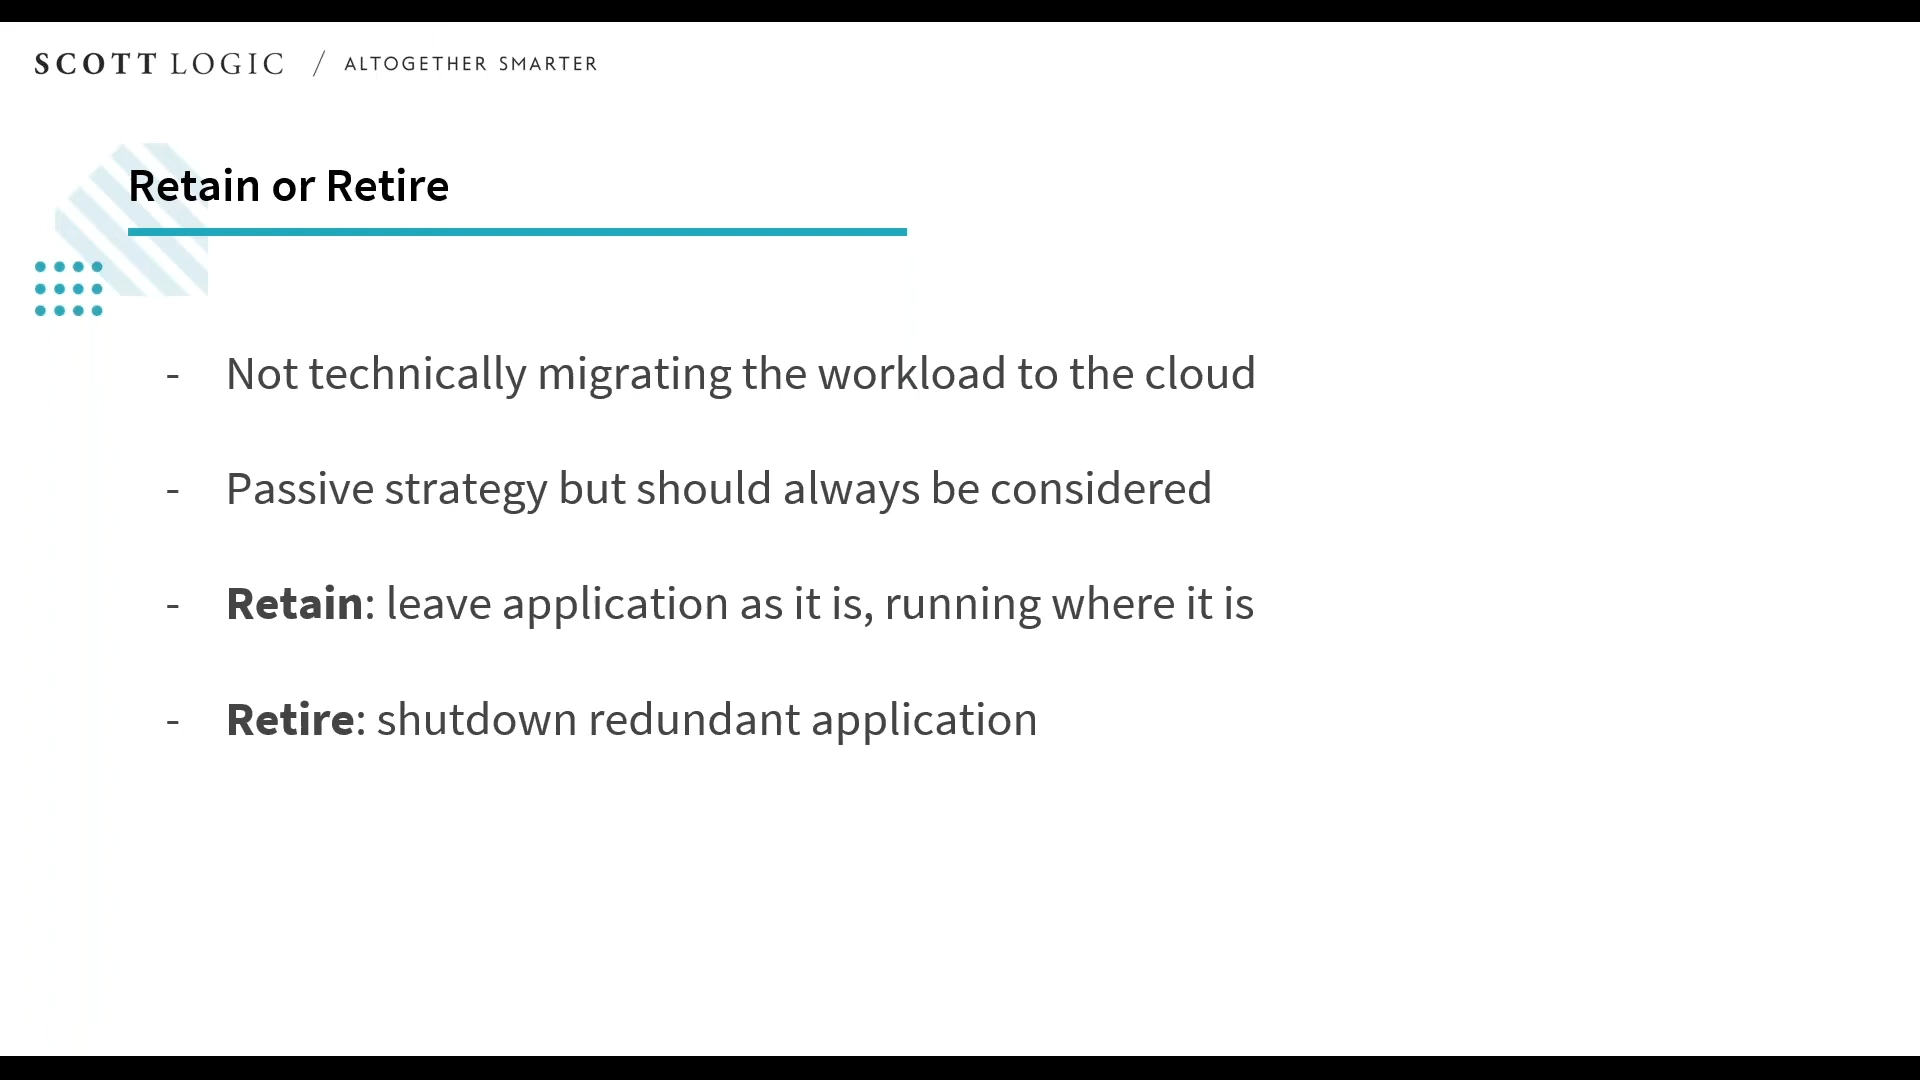 SCOTT LOGIC / ALTOGETHER SMARTER
Retain or Retire
- Not technically migrating the workload to the cloud
- Passive strategy but should always be considered
- Retain: leave application as it is, running where it is
- Retire: shutdown redundant application